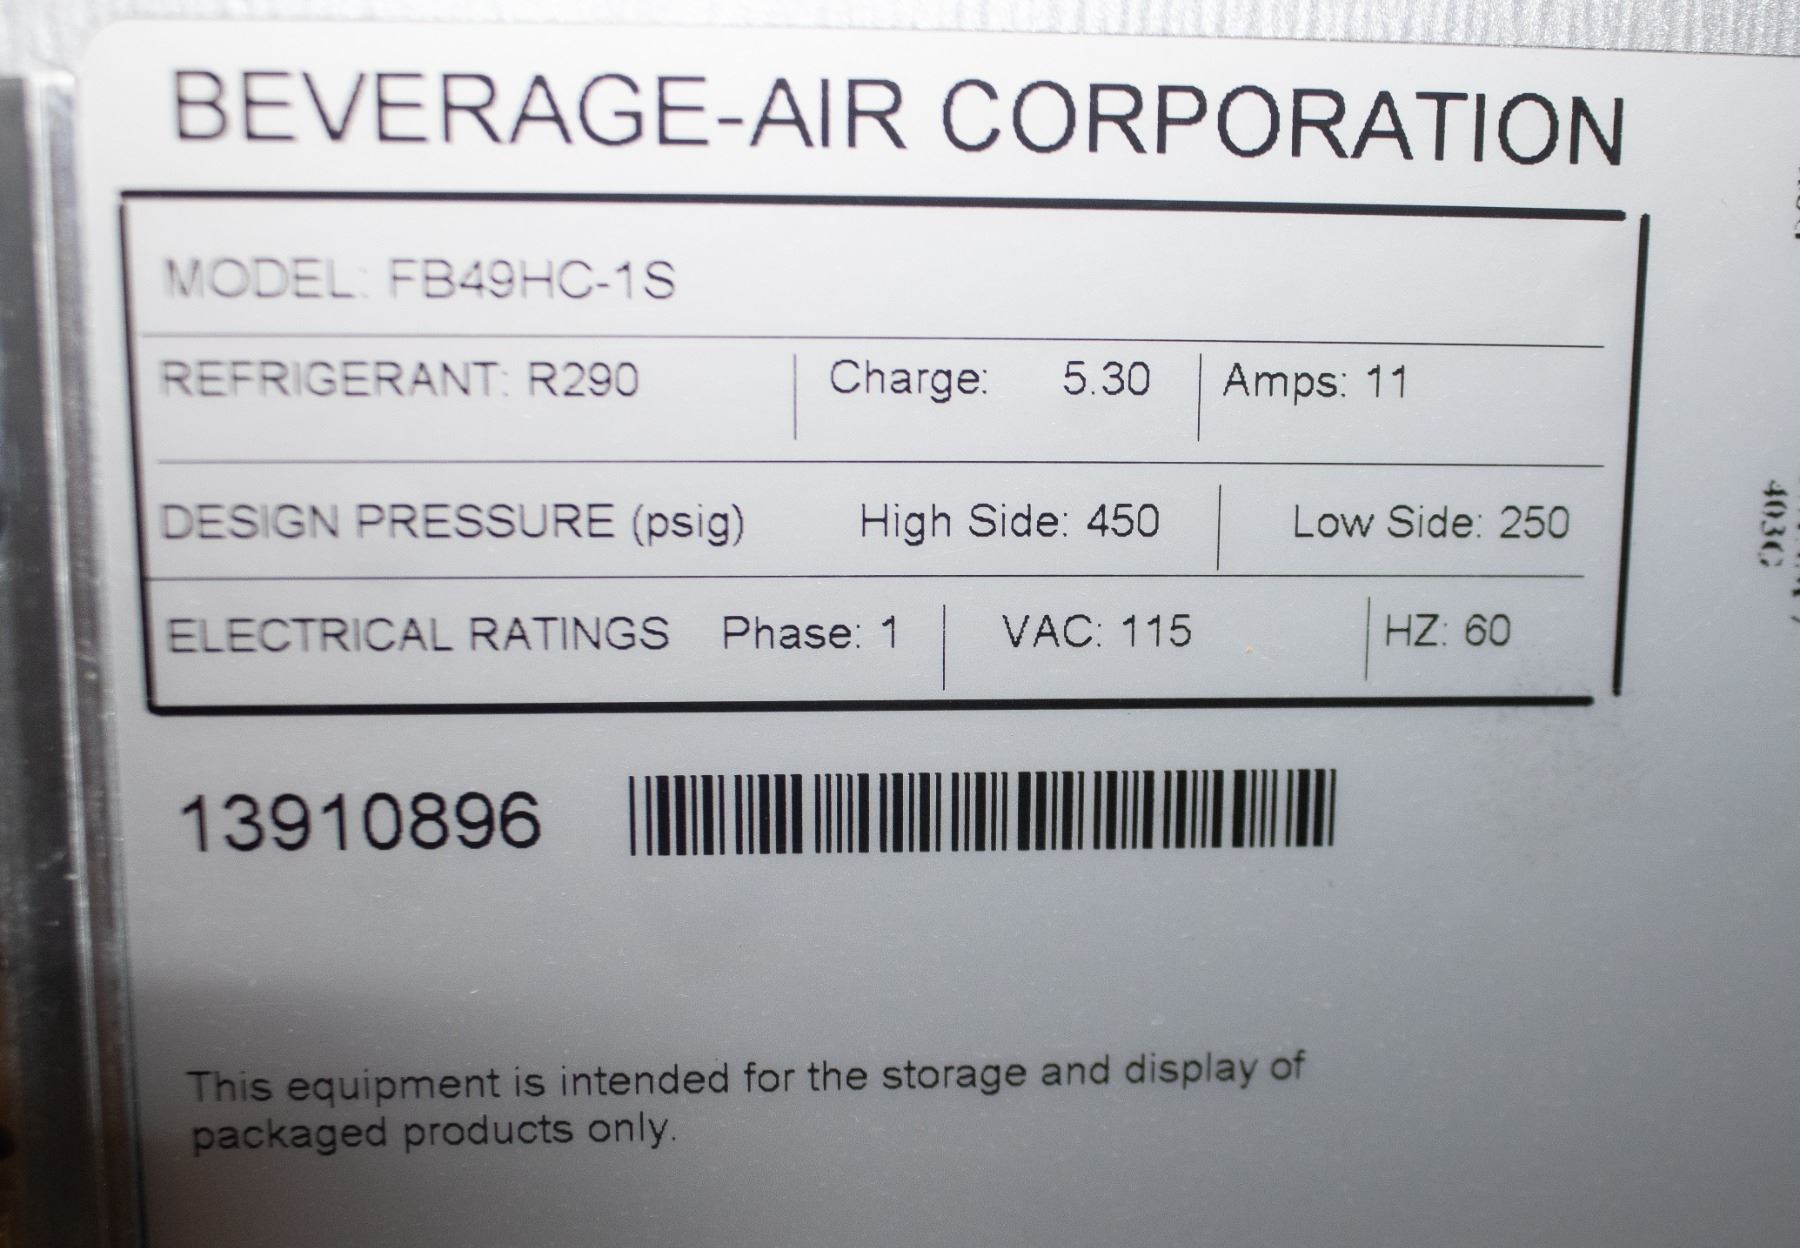 BEVERAGE-AIR CORPORATION
MODEL: FB49HC-1S
REFRIGERANT: R290 Charge: 5.30 Amps: 11
DESIGN PRESSURE (psig) High Side: 450 Low Side: 250
ELECTRICAL RATINGS Phase: 1 VAC: 115 HZ: 60
13910896
This equipment is intended for the storage and display of
packaged products only.
403C